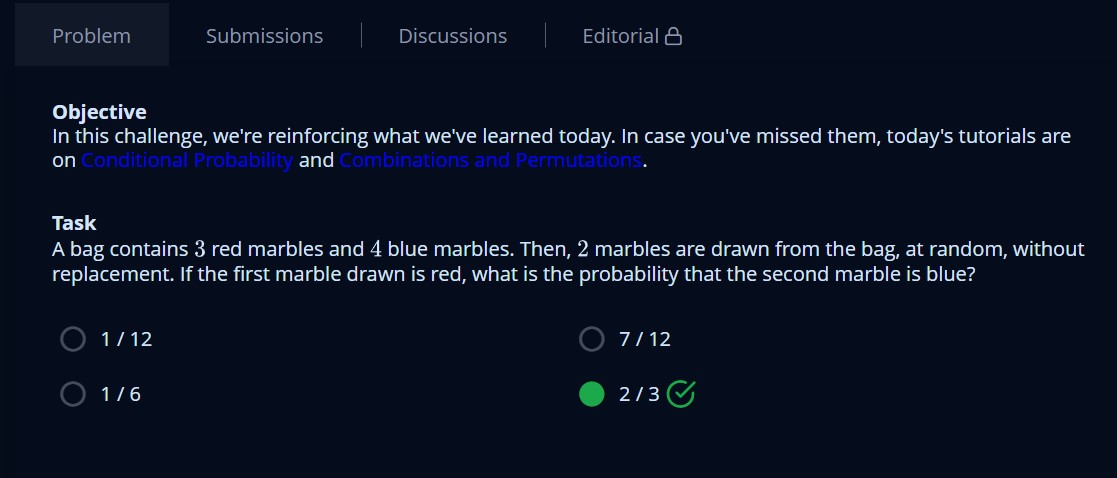 Problem Submissions Discussions Editorial
Objective
In this challenge, we're reinforcing what we've learned today. In case you've missed them, today's tutorials are
on Conditional Probability and Combinations and Permutations.
Task
A bag contains 3 red marbles and 4 blue marbles. Then, 2 marbles are drawn from the bag, at random, without
replacement. If the first marble drawn is red, what is the probability that the second marble is blue?
1 / 12 7 / 12
1 / 6 2 / 3